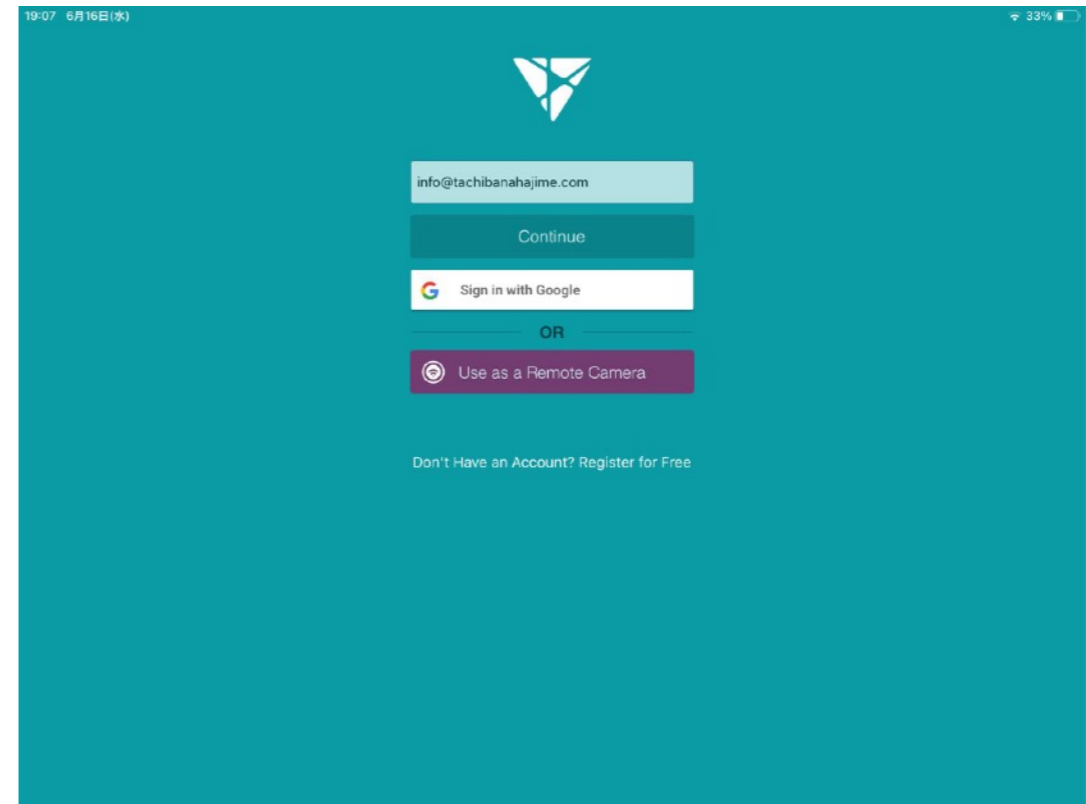 19:07 6月16日(水) 33%
info@tachibanahajime.com
Continue
Sign in with Google
OR
Use as a Remote Camera
Don't Have an Account? Register for Free